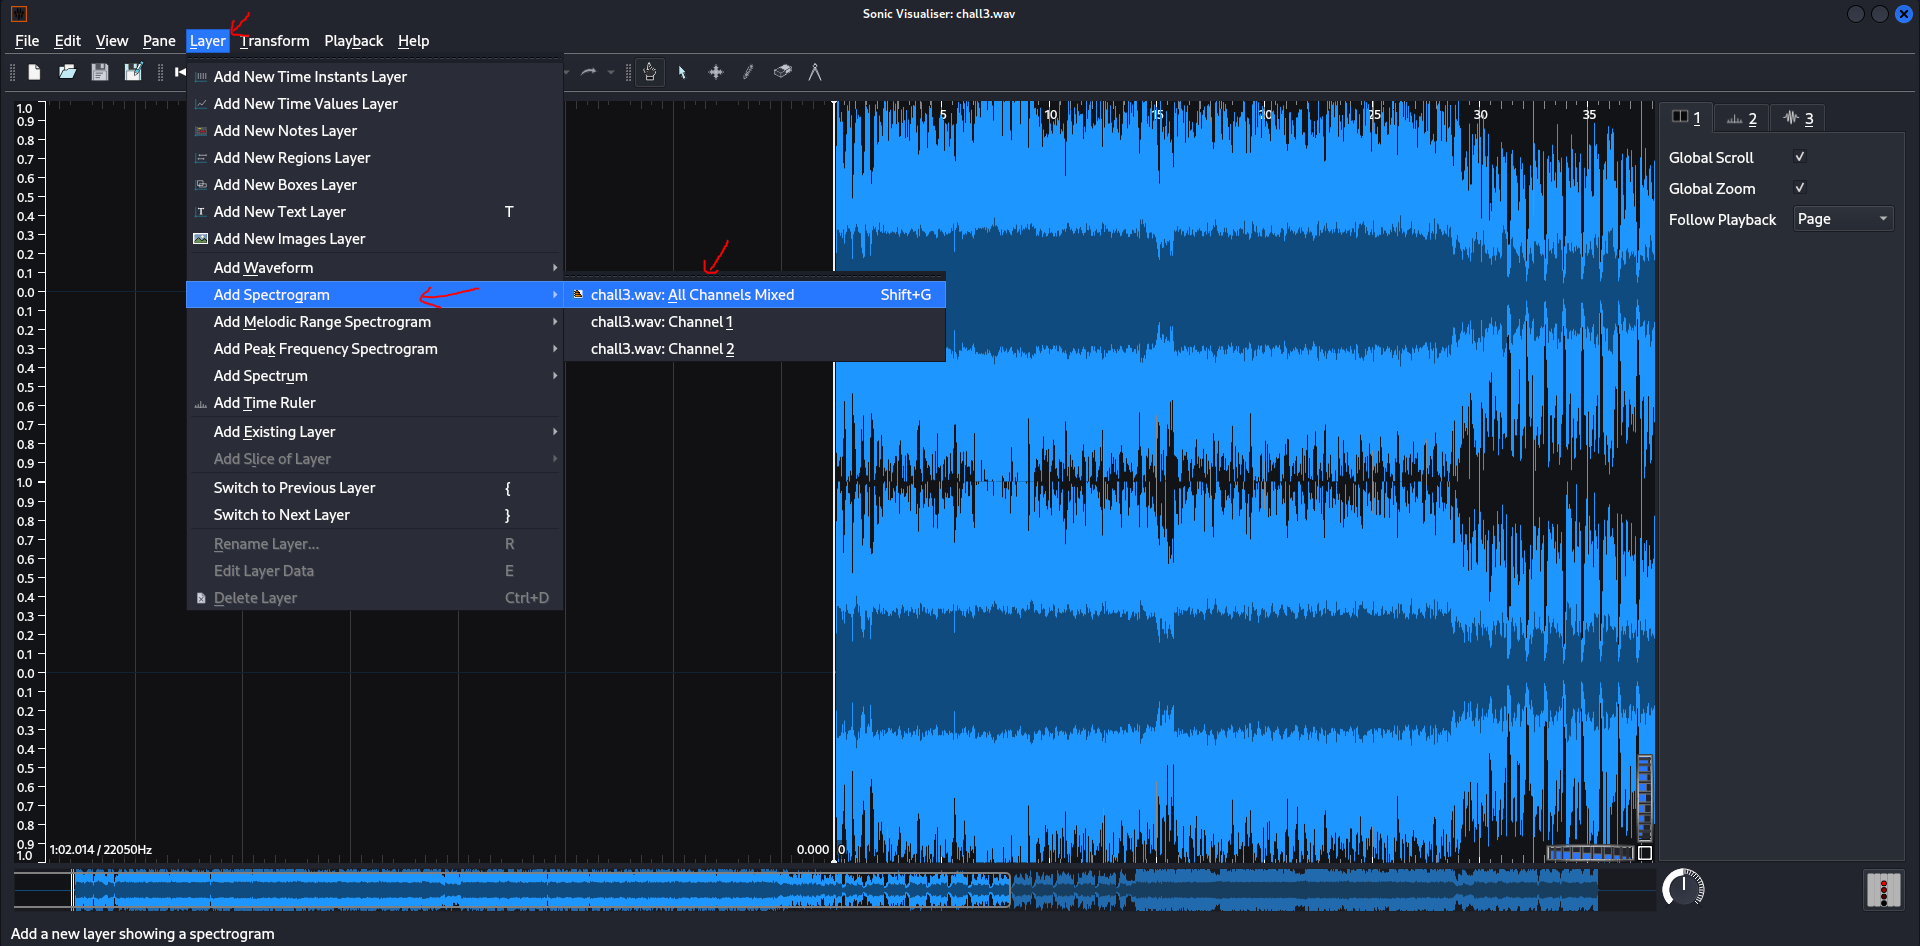 Sonic Visualiser: chall3.wav
File Edit View Pane Layer Transform Playback Help
Add New Time Instants Layer
Add New Time Values Layer
Add New Notes Layer
Add New Regions Layer
Add New Boxes Layer
Add New Text Layer T
Add New Images Layer
Add Waveform
Add Spectrogram
Add Melodic Range Spectrogram
Add Peak Frequency Spectrogram
Add Spectrum
Add Time Ruler
Add Existing Layer
Add Slice of Layer
Switch to Previous Layer {
Switch to Next Layer }
Rename Layer... R
Edit Layer Data E
Delete Layer Ctrl+D
chall3.wav: All Channels Mixed Shift+G
chall3.wav: Channel 1
chall3.wav: Channel 2
1.0
0.9
0.8
0.7
0.6
0.5
0.4
0.3
0.2
0.1
0.0
0.1
0.2
0.3
0.4
0.5
0.6
0.7
0.8
0.9
1.0
0.9
0.8
0.7
0.6
0.5
0.4
0.3
0.2
0.1
0.0
0.1
0.2
0.3
0.4
0.5
0.6
0.7
0.8
0.9
1.0
5 10 15 20 25 30 35
1:02.014 / 22050Hz
0.000 0
1 2 3
Global Scroll
Global Zoom
Follow Playback Page
Add a new layer showing a spectrogram